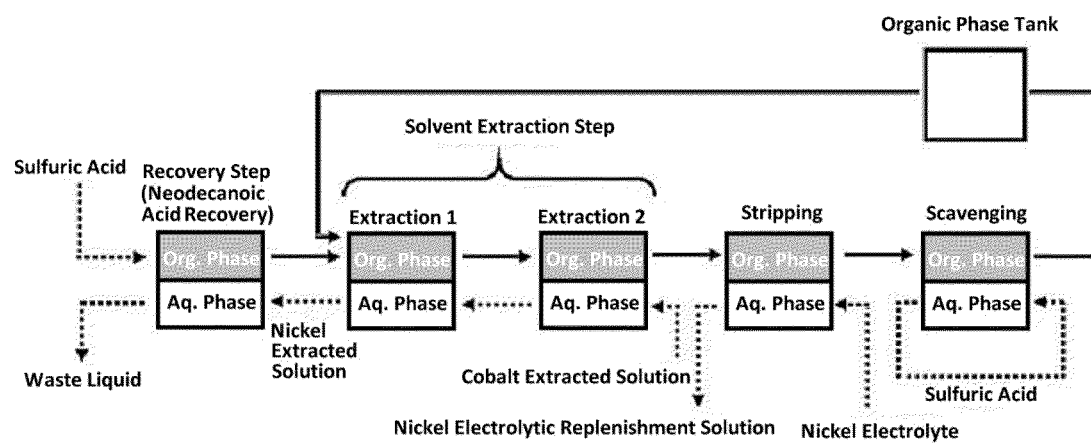 Organic Phase Tank
Solvent Extraction Step
Sulfuric Acid
Recovery Step
(Neodecanoic
Acid Recovery)
Extraction 1
Extraction 2
Stripping
Scavenging
Org. Phase
Org. Phase
Org. Phase
Org. Phase
Org. Phase
Aq. Phase
Aq. Phase
Aq. Phase
Aq. Phase
Aq. Phase
Nickel
Extracted
Solution
Waste Liquid
Cobalt Extracted Solution
Sulfuric Acid
Nickel Electrolytic Replenishment Solution
Nickel Electrolyte